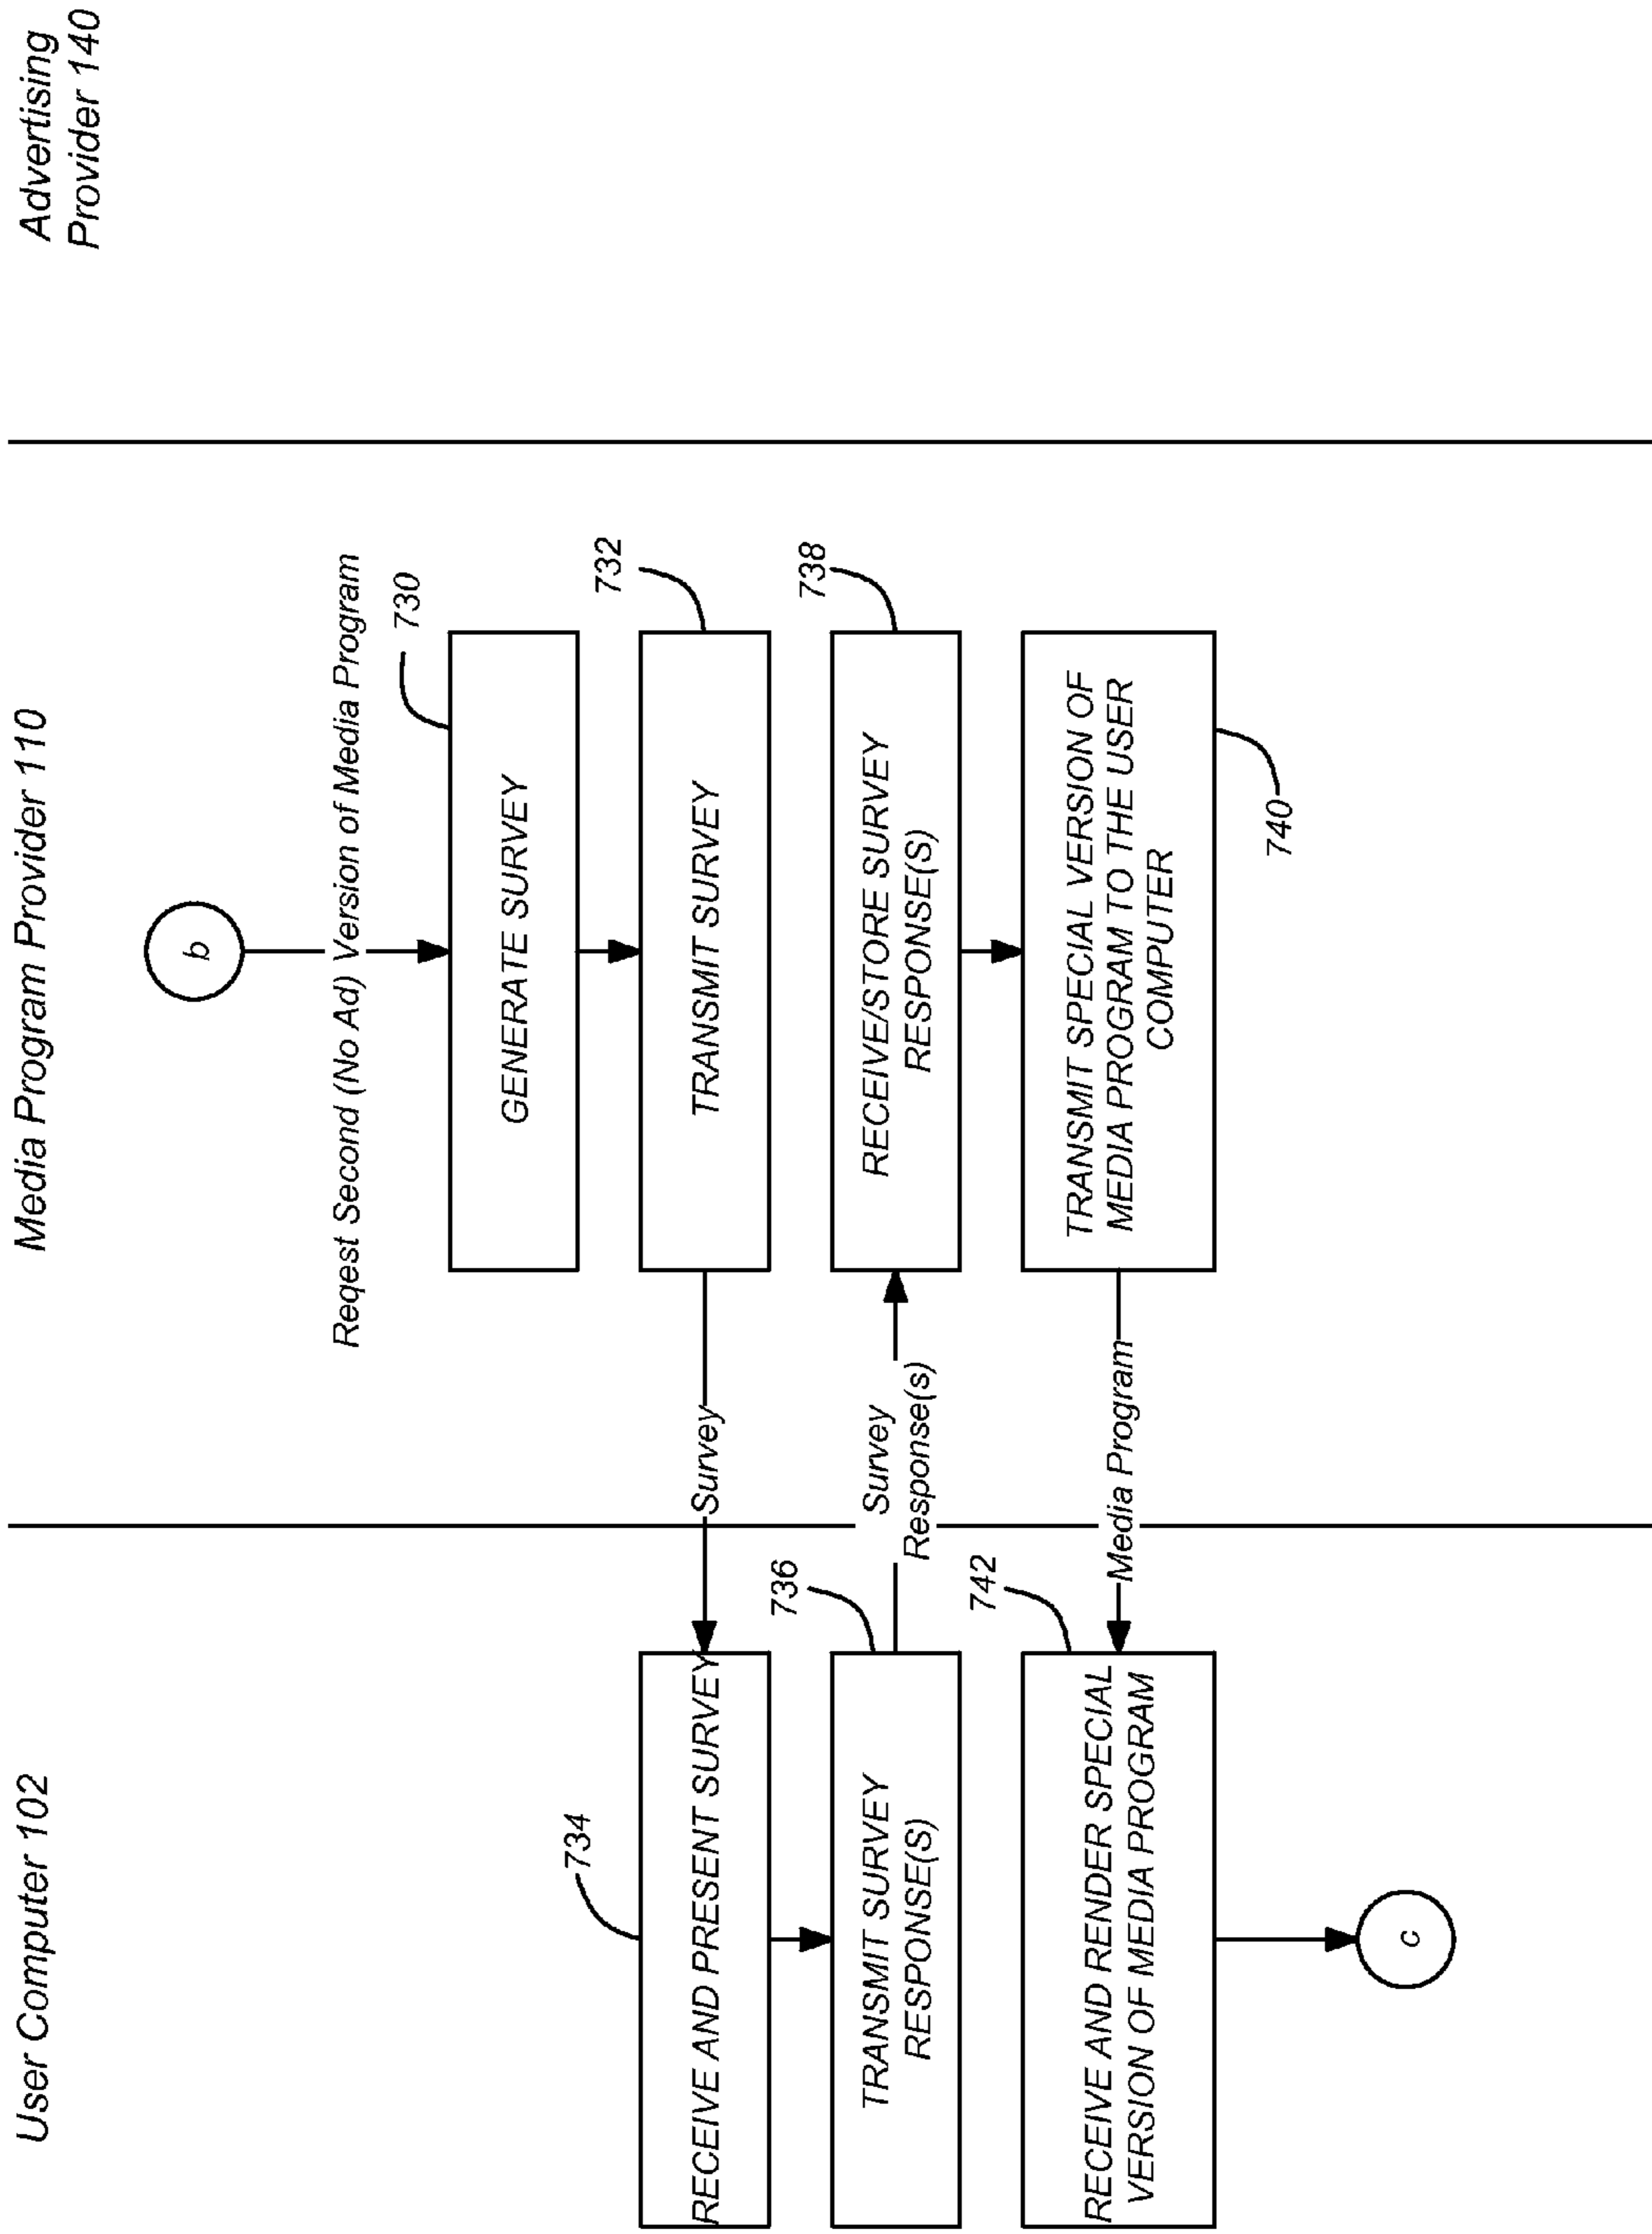 User Computer 102
Media Program Provider 110
Advertising
Provider 140
b
Reqest Second (No Ad) Version of Media Program
730
GENERATE SURVEY
732
TRANSMIT SURVEY
Survey
734
RECEIVE AND PRESENT SURVEY
736
TRANSMIT SURVEY
RESPONSE(S)
Survey
Response(s)
738
RECEIVE/STORE SURVEY
RESPONSE(S)
TRANSMIT SPECIAL VERSION OF
MEDIA PROGRAM TO THE USER
COMPUTER
740
Media Program
742
RECEIVE AND RENDER SPECIAL
VERSION OF MEDIA PROGRAM
c